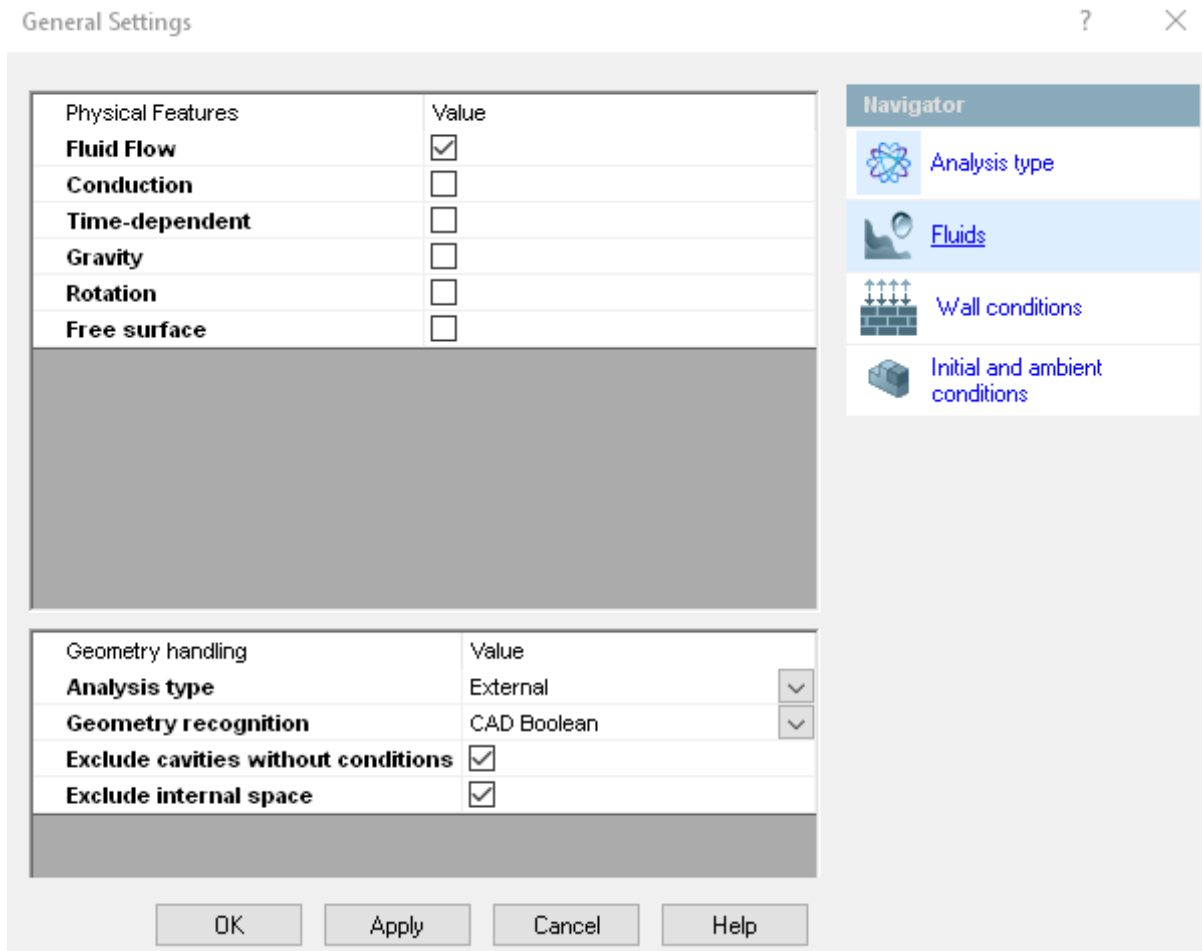 General Settings
Physical Features Value
Fluid Flow
Conduction
Time-dependent
Gravity
Rotation
Free surface
Geometry handling Value
Analysis type External
Geometry recognition CAD Boolean
Exclude cavities without conditions
Exclude internal space
OK Apply Cancel Help
Navigator
Analysis type
Fluids
Wall conditions
Initial and ambient
conditions